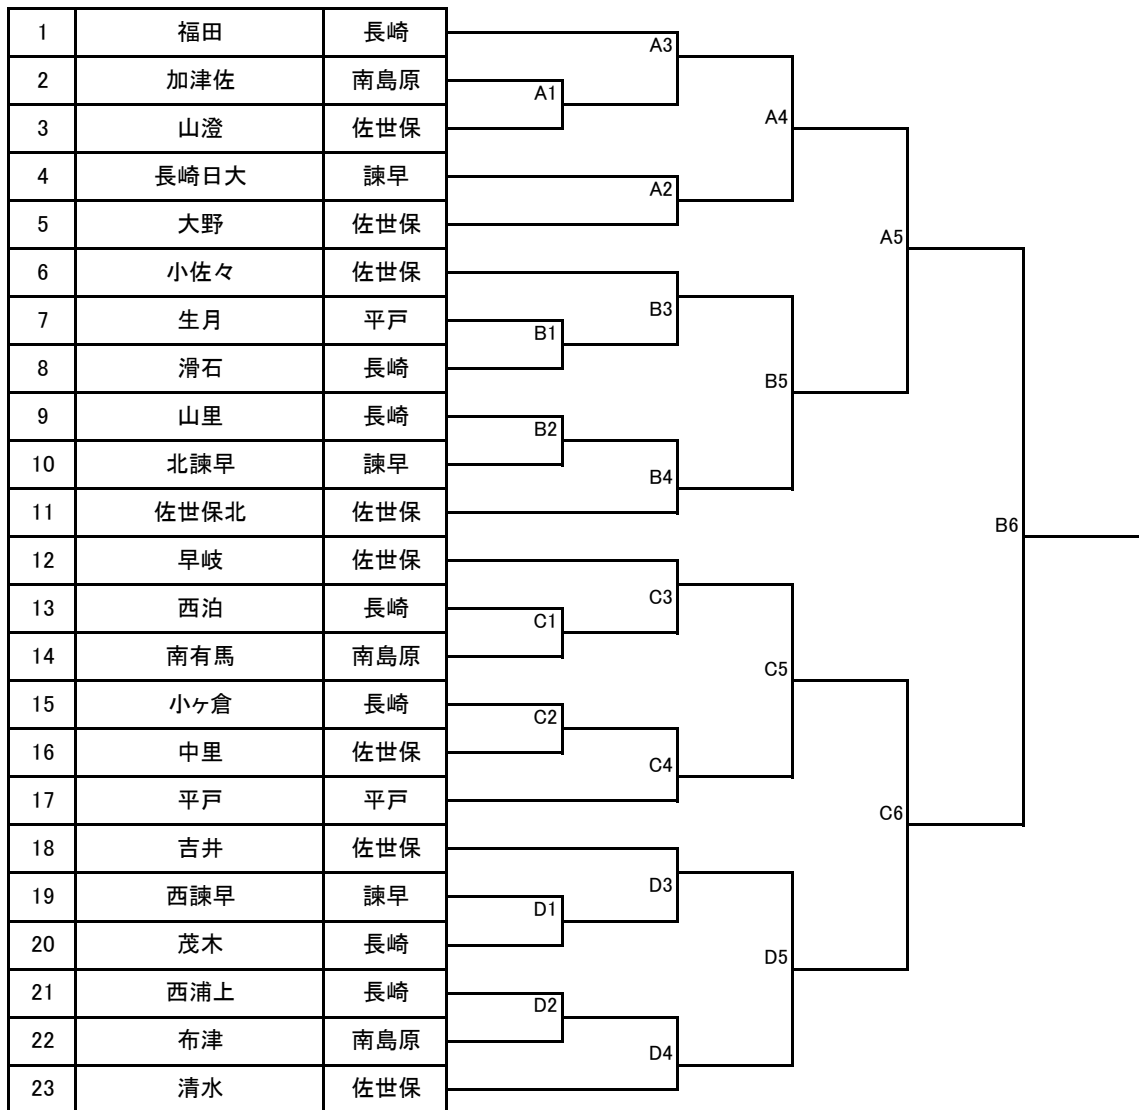 1 福田 長崎
A3
2 加津佐 南島原
A1
A4
3 山澄 佐世保
4 長崎日大 諫早
A2
5 大野 佐世保
A5
6 小佐々 佐世保
B3
7 生月 平戸
B1
8 滑石 長崎
B5
9 山里 長崎
B2
10 北諫早 諫早
B4
11 佐世保北 佐世保
B6
12 早岐 佐世保
C3
13 西泊 長崎
C1
14 南有馬 南島原
C5
15 小ヶ倉 長崎
C2
16 中里 佐世保
C4
17 平戸 平戸
C6
18 吉井 佐世保
D3
19 西諫早 諫早
D1
20 茂木 長崎
D5
21 西浦上 長崎
D2
22 布津 南島原
D4
23 清水 佐世保